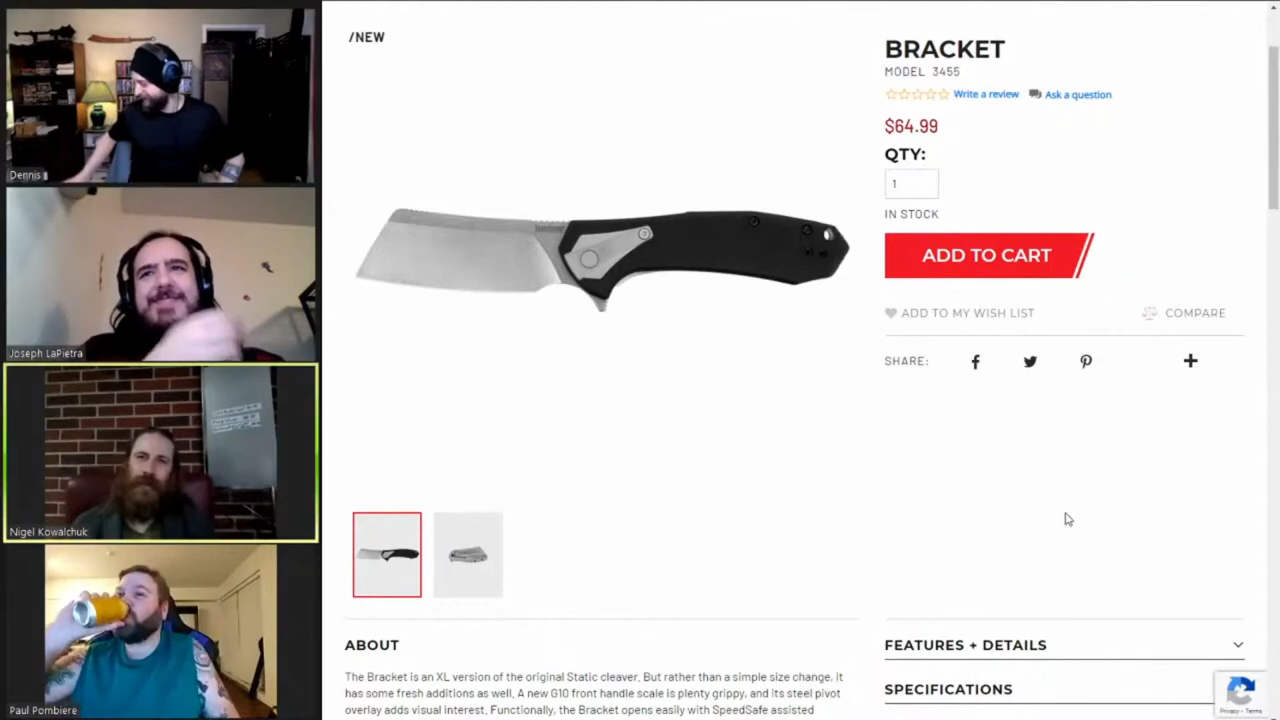 Dennis
Joseph LaPietra
Nigel Kowalchuk
Paul Pombiere
/NEW
BRACKET
MODEL 3455
Write a review
Ask a question
$64.99
QTY:
1
IN STOCK
ADD TO CART
ADD TO MY WISH LIST
COMPARE
SHARE:
ABOUT
The Bracket is an XL version of the original Static cleaver. But rather than a simple size change, it
has some fresh additions as well. A new G10 front handle scale is plenty grippy, and its steel pivot
overlay adds visual interest. Functionally, the Bracket opens easily with SpeedSafe assisted
FEATURES + DETAILS
SPECIFICATIONS
Privacy - Terms